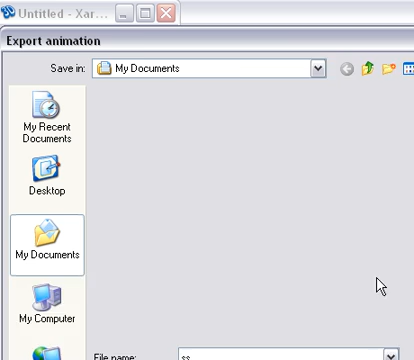 Untitled - Xar...
Export animation
Save in:
My Documents
My Recent
Documents
Desktop
My Documents
My Computer
File name:
ss